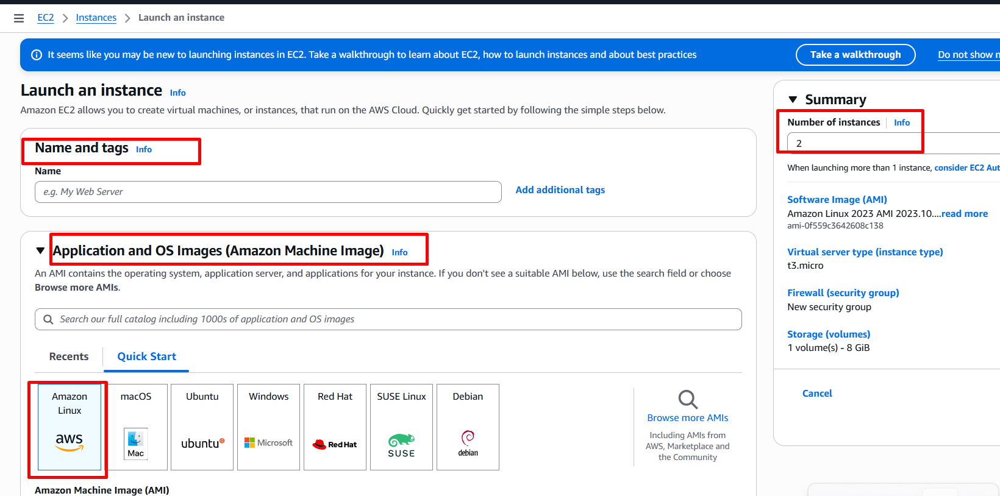 EC2 > Instances > Launch an instance
It seems like you may be new to launching instances in EC2. Take a walkthrough to learn about EC2, how to launch instances and about best practices
Take a walkthrough
Do not show
Launch an instance Info
Amazon EC2 allows you to create virtual machines, or instances, that run on the AWS Cloud. Quickly get started by following the simple steps below.
Name and tags Info
Name
e.g. My Web Server
Add additional tags
Application and OS Images (Amazon Machine Image) Info
An AMI contains the operating system, application server, and applications for your instance. If you don't see a suitable AMI below, use the search field or choose
Browse more AMIs.
Search our full catalog including 1000s of application and OS images
Recents
Quick Start
Amazon
Linux
aws
macOS
Mac
Ubuntu
ubuntu
Windows
Microsoft
Red Hat
Red Hat
SUSE Linux
SUSE
Debian
debian
Browse more AMIs
Including AMIs from
AWS, Marketplace and
the Community
Amazon Machine Image (AMI)
Summary
Number of instances Info
2
When launching more than 1 instance, consider EC2 Aut
Software Image (AMI)
Amazon Linux 2023 AMI 2023.10....read more
ami-0f559c3642608c138
Virtual server type (instance type)
t3.micro
Firewall (security group)
New security group
Storage (volumes)
1 volume(s) - 8 GiB
Cancel